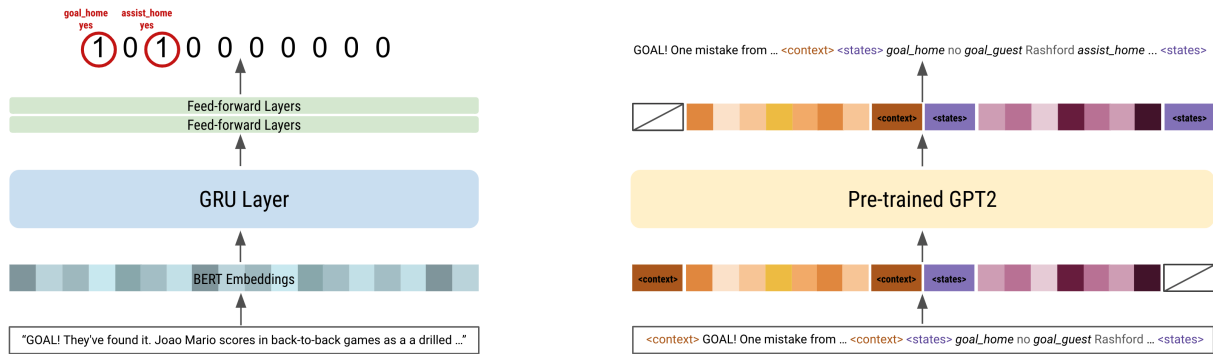 goal_home assist_home
yes yes
1 0 1 0 0 0 0 0 0 0
Feed-forward Layers
Feed-forward Layers
GRU Layer
BERT Embeddings
“GOAL! They've found it. Joao Mario scores in back-to-back games as a a drilled ...”
GOAL! One mistake from ... <context> <states> goal_home no goal_guest Rashford assist_home ... <states>
<context> <states> <states>
Pre-trained GPT2
<context> <context> <states>
<context> GOAL! One mistake from ... <context> <states> goal_home no goal_guest Rashford ... <states>